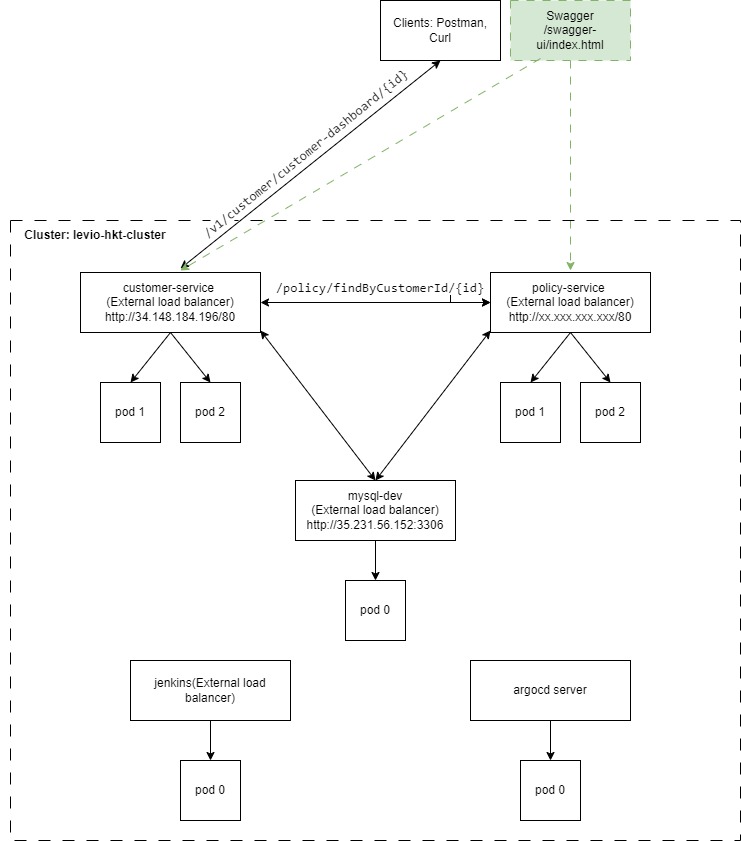 Clients: Postman,
Curl
Swagger
/swagger-
ui/index.html
/v1/customer/customer-dashboard/{id}
Cluster: levio-hkt-cluster
customer-service
(External load balancer)
http://34.148.184.196/80
/policy/findByCustomerId/{id}
policy-service
(External load balancer)
http://xx.xxx.xxx.xxx/80
pod 1
pod 2
pod 1
pod 2
mysql-dev
(External load balancer)
http://35.231.56.152:3306
pod 0
jenkins(External load
balancer)
argocd server
pod 0
pod 0